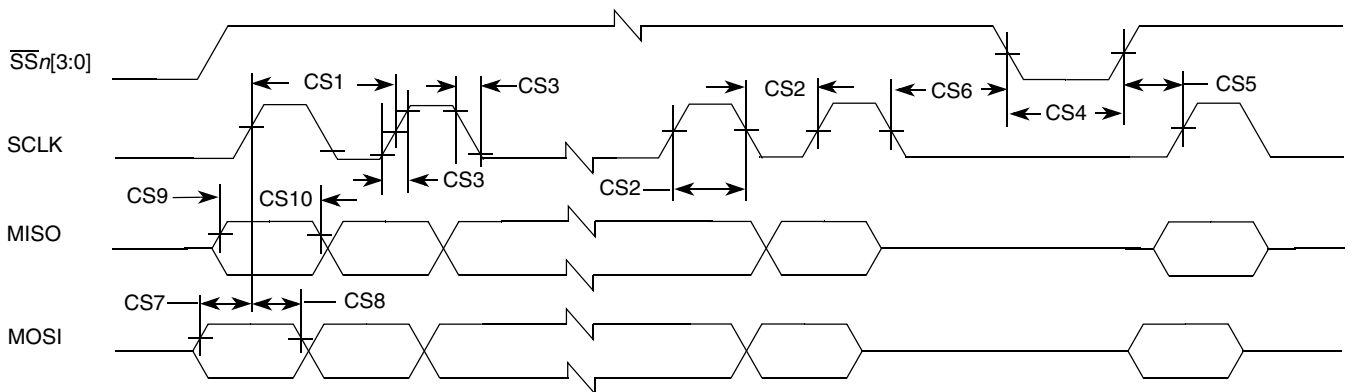 SSn[3:0]
CS1
CS3
CS2
CS6
CS4
CS5
SCLK
CS3
CS2
CS9
CS10
MISO
CS7
CS8
MOSI